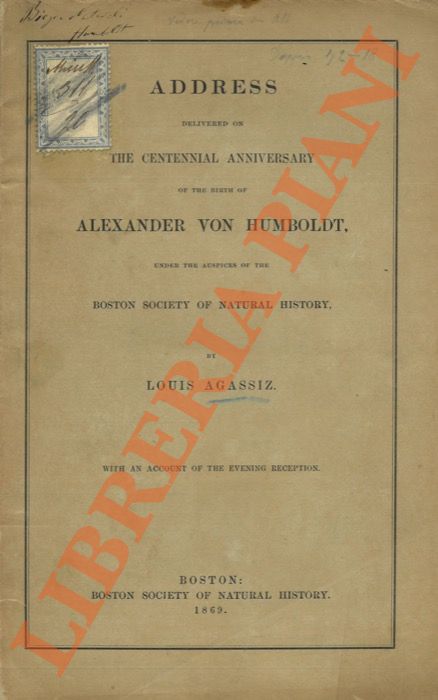 ADDRESS
DELIVERED ON
THE CENTENNIAL ANNIVERSARY
OF THE BIRTH OF
ALEXANDER VON HUMBOLDT,
UNDER THE AUSPICES OF THE
BOSTON SOCIETY OF NATURAL HISTORY,
BY
LOUIS AGASSIZ.
WITH AN ACCOUNT OF THE EVENING RECEPTION.
BOSTON:
BOSTON SOCIETY OF NATURAL HISTORY.
1869.
LIBRERIA PIANI